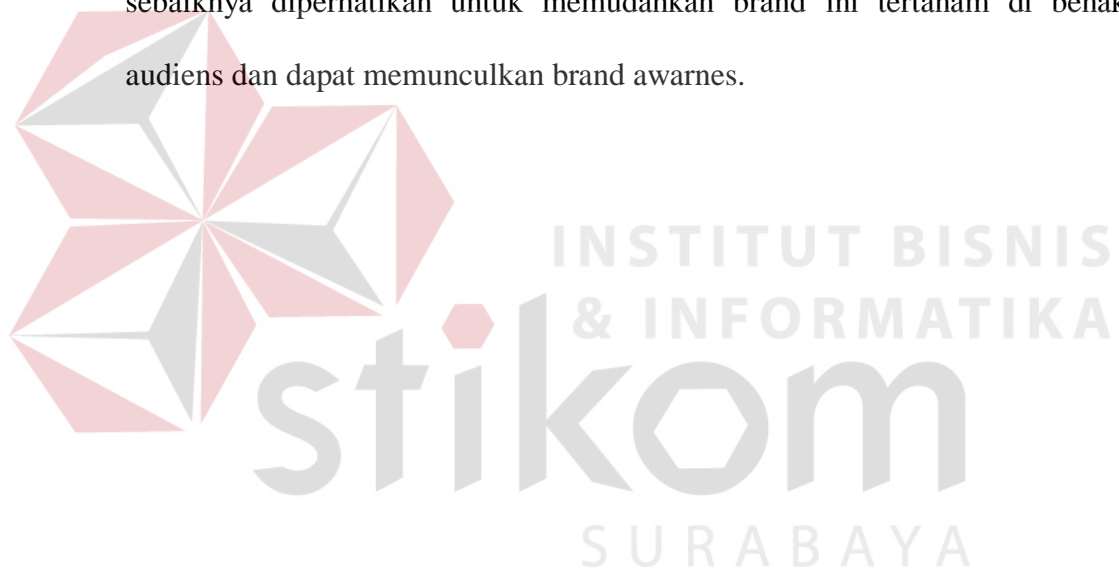 sebaiknya diperhatikan untuk memudahkan brand ini tertanam di benak
audiens dan dapat memunculkan brand awarnes.
INSTITUT BISNIS
& INFORMATIKA
stikom
SURABAYA